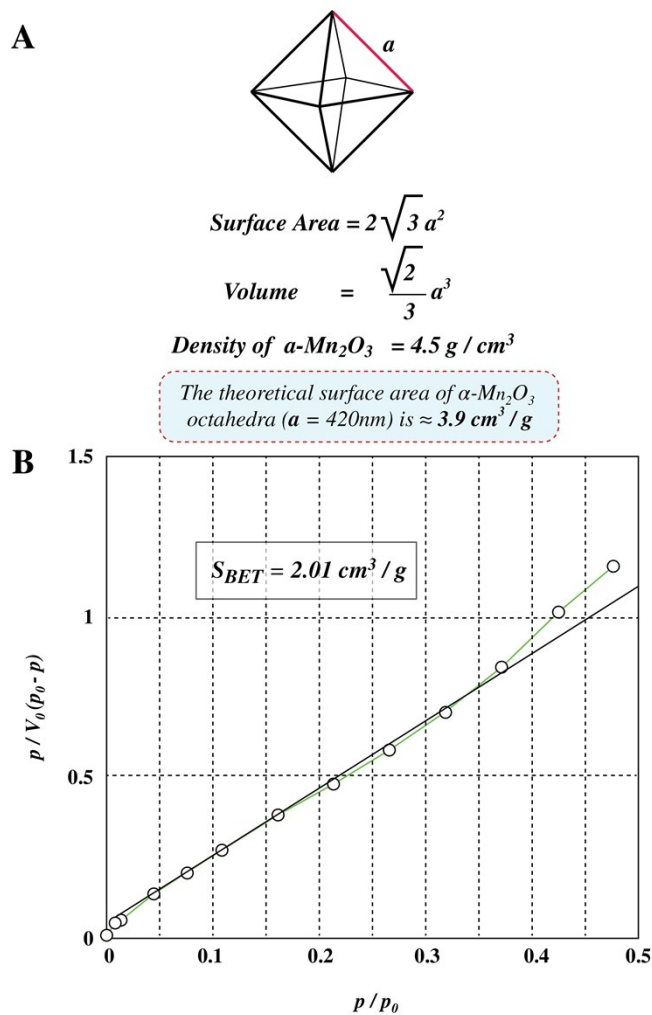 A
a
Surface Area = 2√3 a²
Volume = √2/3 a³
Density of a-Mn₂O₃ = 4.5 g / cm³
The theoretical surface area of α-Mn₂O₃
octahedra (a = 420nm) is ≈ 3.9 cm³ / g
B
1.5
S_BET = 2.01 cm³ / g
1
0.5
0
p / V₀(p₀ - p)
0 0.1 0.2 0.3 0.4 0.5
p / p₀